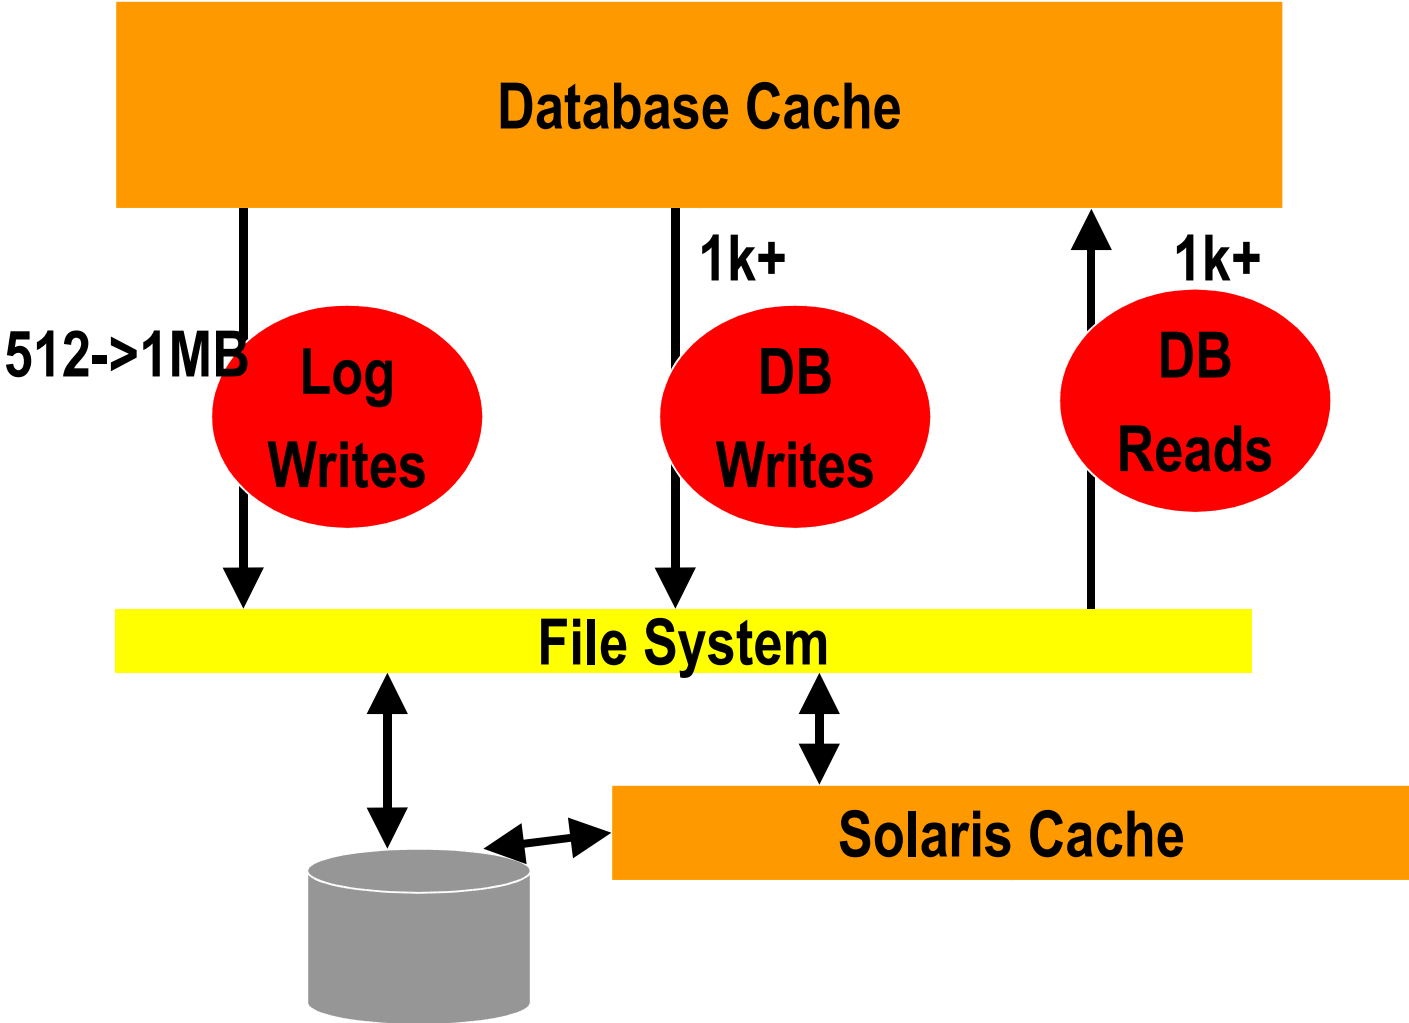 Database Cache
1k+
1k+
512->1MB
Log
Writes
DB
Writes
DB
Reads
File System
Solaris Cache